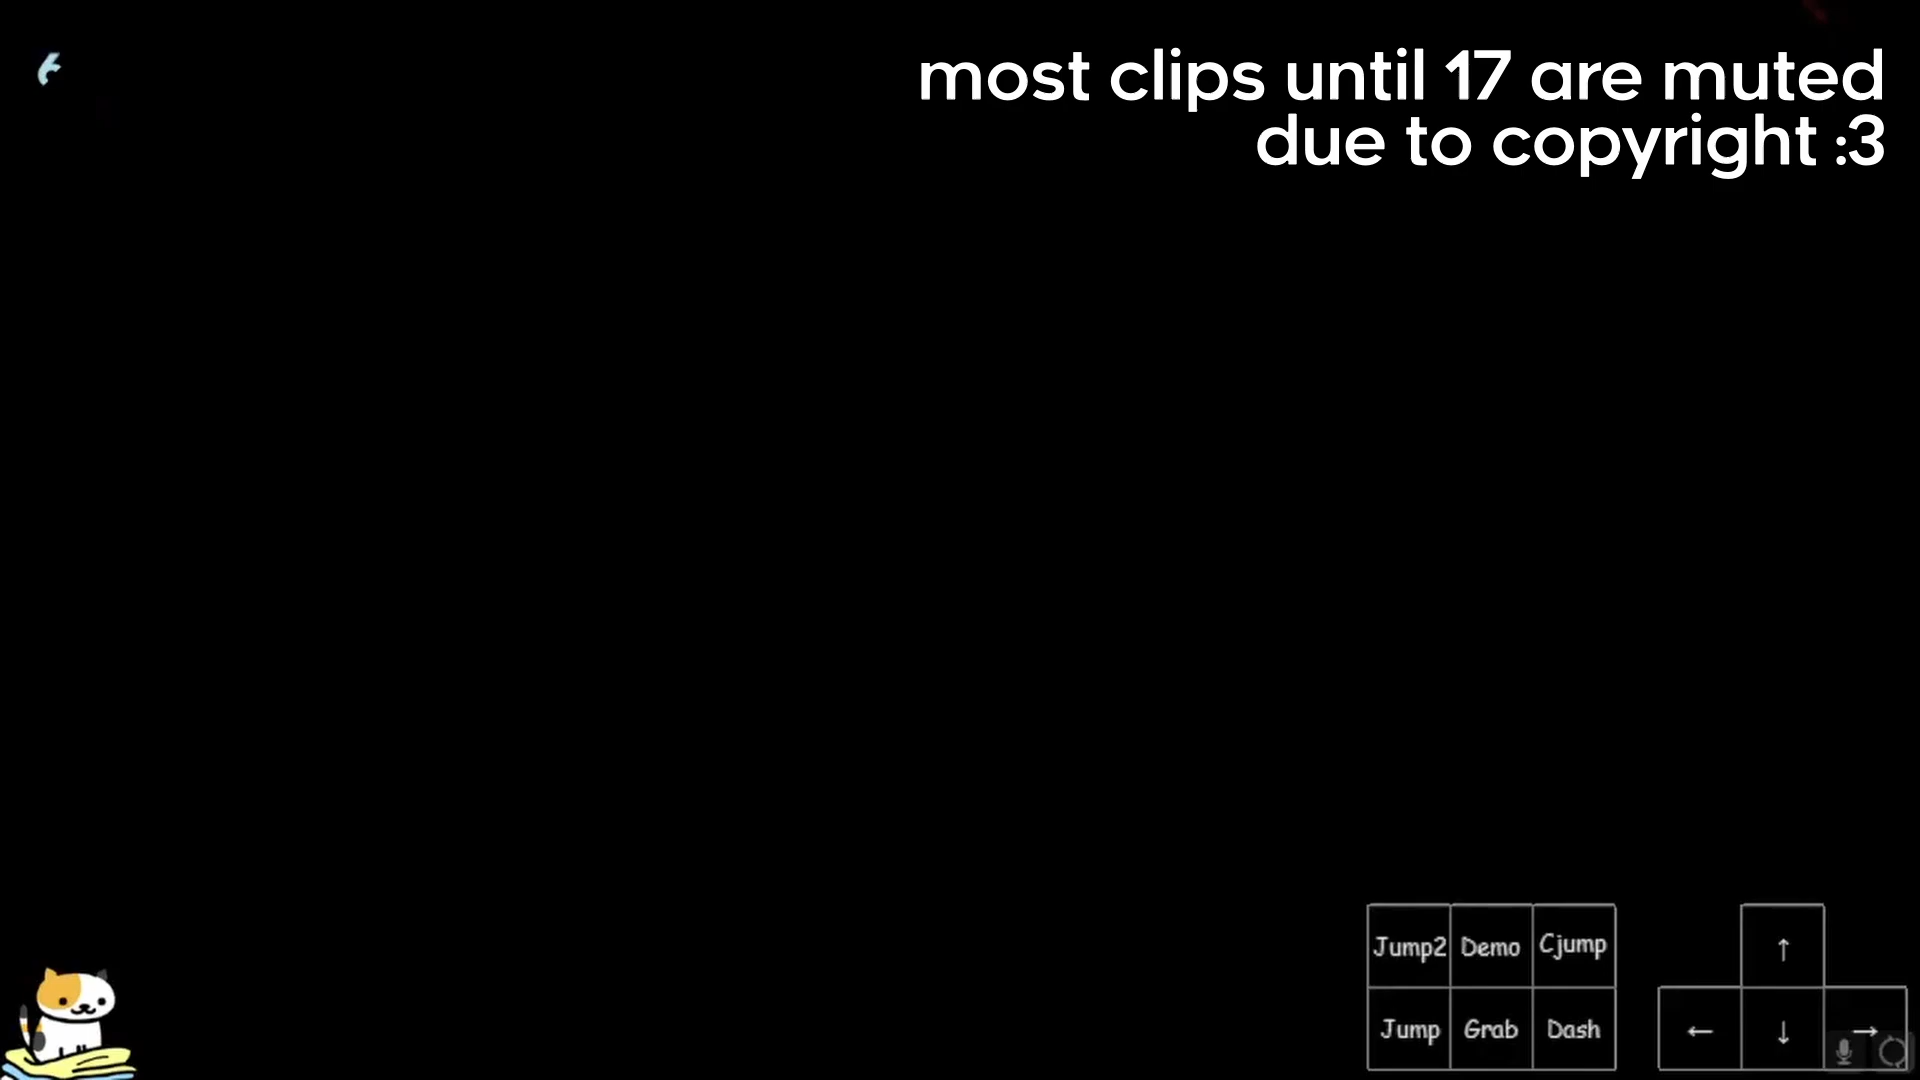 most clips until 17 are muted
due to copyright :3
Jump2 Demo Cjump
↑
Jump Grab Dash
← ↓ →